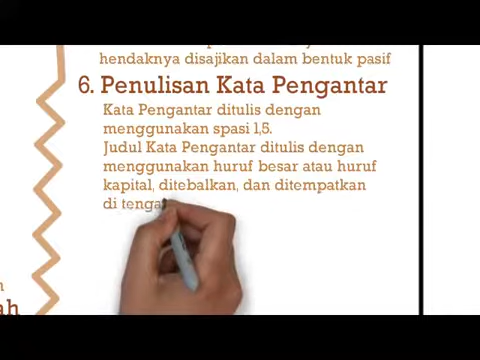 hendaknya disajikan dalam bentuk pasif
6. Penulisan Kata Pengantar
Kata Pengantar ditulis dengan
menggunakan spasi 1,5.
Judul Kata Pengantar ditulis dengan
menggunakan huruf besar atau huruf
kapital, ditebalkan, dan ditempatkan
di tenga